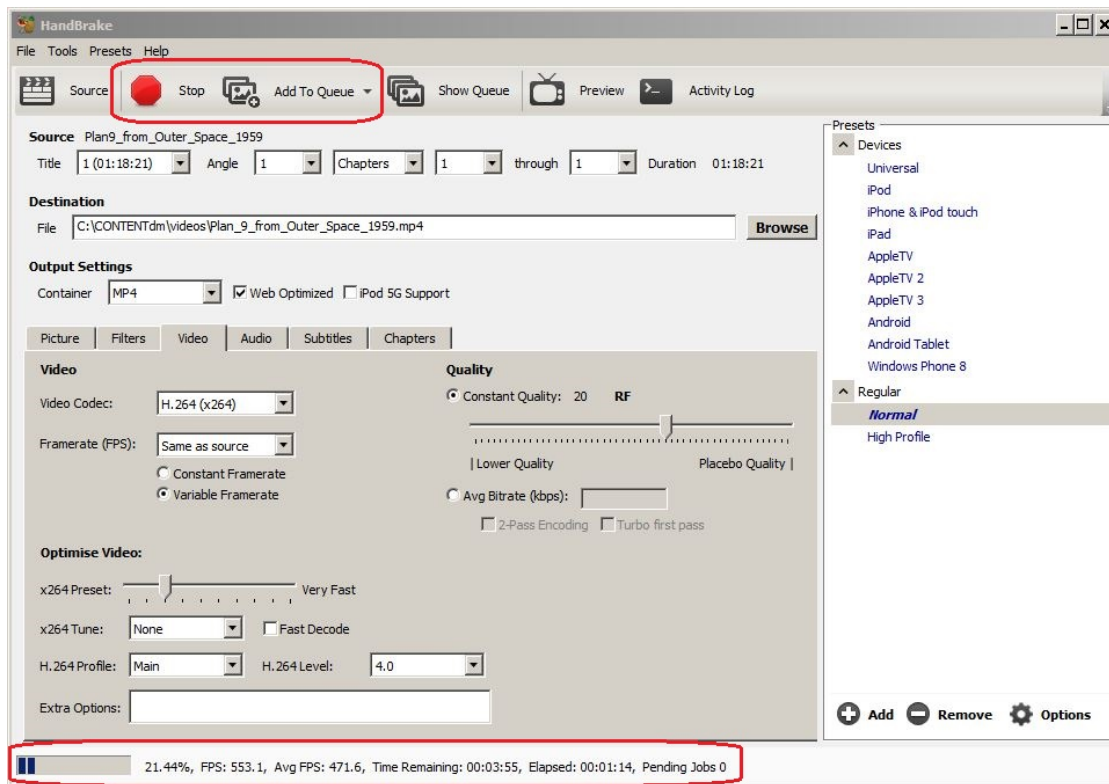 HandBrake
File Tools Presets Help
Source Stop Add To Queue Show Queue Preview Activity Log
Source Plan9_from_Outer_Space_1959
Title 1 (01:18:21) Angle 1 Chapters 1 through 1 Duration 01:18:21
Destination
File C:\CONTENTdm\videos\Plan_9_from_Outer_Space_1959.mp4 Browse
Output Settings
Container MP4 Web Optimized iPod 5G Support
Picture Filters Video Audio Subtitles Chapters
Video
Video Codec: H.264 (x264)
Framerate (FPS): Same as source
Constant Framerate
Variable Framerate
Quality
Constant Quality: 20 RF
| Lower Quality Placebo Quality |
Avg Bitrate (kbps):
2-Pass Encoding Turbo first pass
Optimise Video:
x264 Preset: Very Fast
x264 Tune: None Fast Decode
H.264 Profile: Main H.264 Level: 4.0
Extra Options:
Presets
Devices
Universal
iPod
iPhone & iPod touch
iPad
AppleTV
AppleTV 2
AppleTV 3
Android
Android Tablet
Windows Phone 8
Regular
Normal
High Profile
Add Remove Options
21.44%, FPS: 553.1, Avg FPS: 471.6, Time Remaining: 00:03:55, Elapsed: 00:01:14, Pending Jobs 0